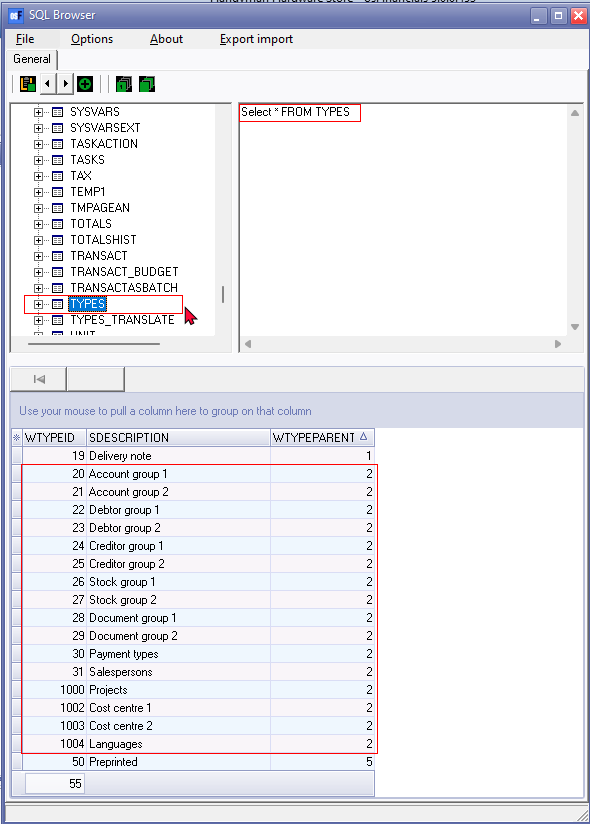 SQL Browser
File Options About Export import
General
SYSVARS
SYSVARSEXT
TASKACTION
TASKS
TAX
TEMP1
TMPAGEAN
TOTALS
TOTALSHIST
TRANSACT
TRANSACT_BUDGET
TRANSACTASBATCH
TYPES
TYPES_TRANSLATE
Select * FROM TYPES
Use your mouse to pull a column here to group on that column
WTYPEID SDESCRIPTION WTYPEPARENT
19 Delivery note 1
20 Account group 1 2
21 Account group 2 2
22 Debtor group 1 2
23 Debtor group 2 2
24 Creditor group 1 2
25 Creditor group 2 2
26 Stock group 1 2
27 Stock group 2 2
28 Document group 1 2
29 Document group 2 2
30 Payment types 2
31 Salespersons 2
1000 Projects 2
1002 Cost centre 1 2
1003 Cost centre 2 2
1004 Languages 2
50 Preprinted 5
55